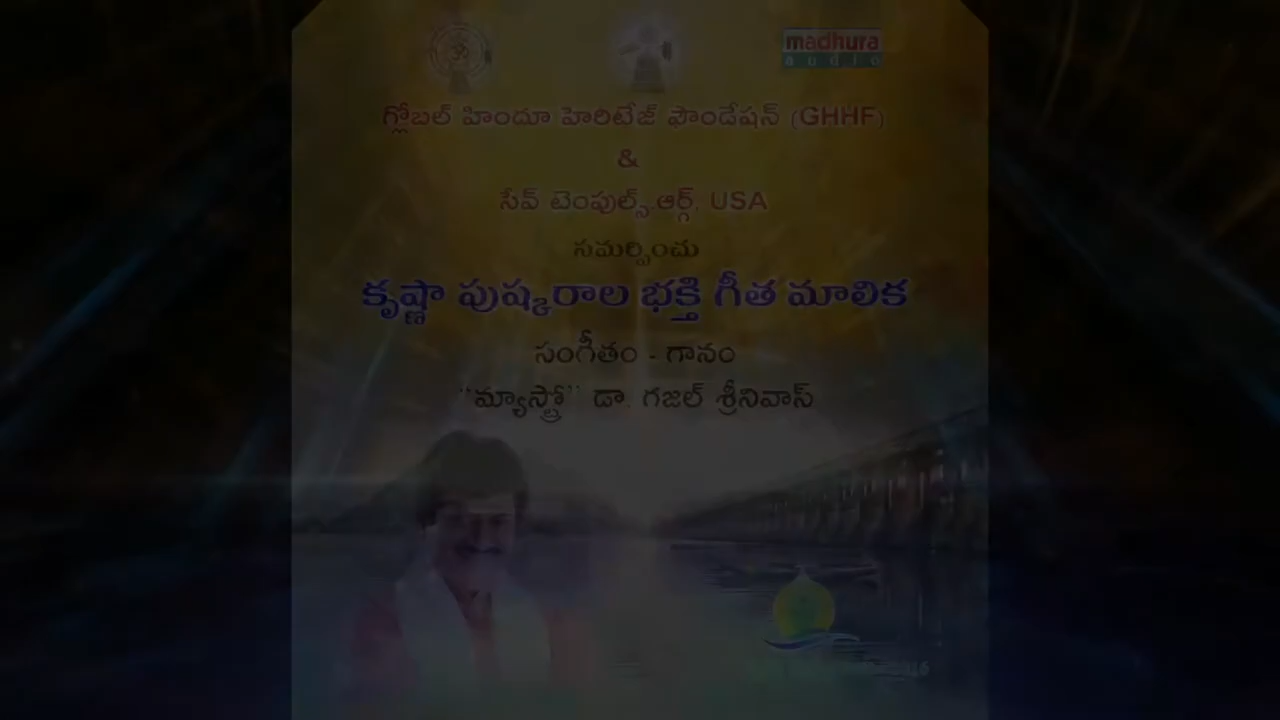 madhura
audio
గ్లోబల్ హిందూ హెరిటేజ్ ఫౌండేషన్ (GHHF)
&
సేవ్ టెంపుల్స్.ఆర్గ్, USA
సమర్పించు
కృష్ణా పుష్కరాల భక్తి గీత మాలిక
సంగీతం - గానం
"మ్యాస్ట్రో" డా. గజల్ శ్రీనివాస్